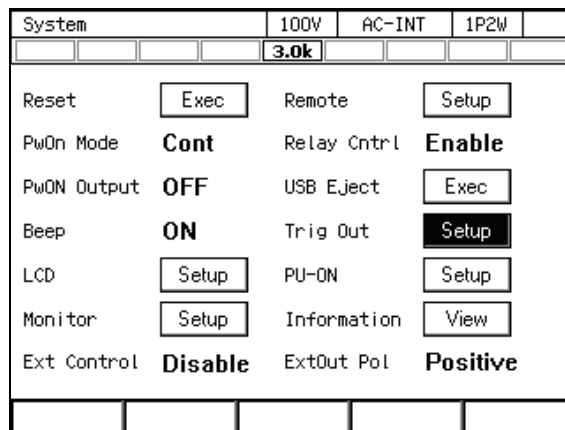 System 100V AC-INT 1P2W
3.0k
Reset Exec Remote Setup
PwOn Mode Cont Relay Cntrl Enable
PwON Output OFF USB Eject Exec
Beep ON Trig Out Setup
LCD Setup PU-ON Setup
Monitor Setup Information View
Ext Control Disable ExtOut Pol Positive